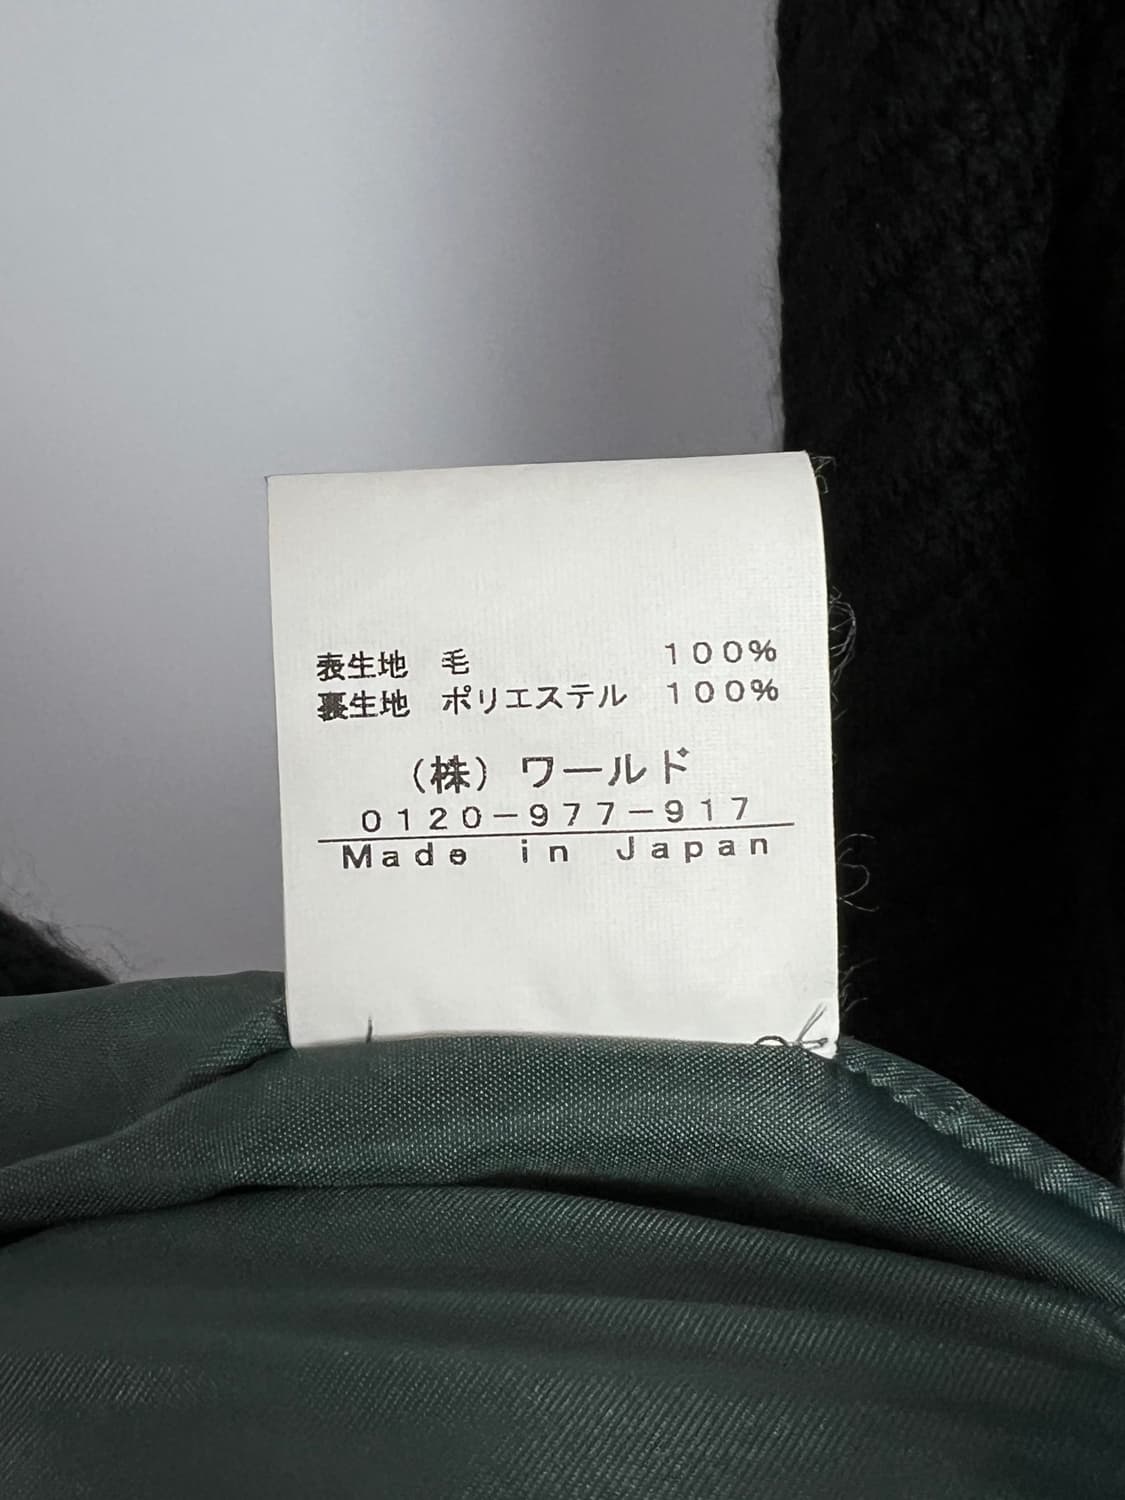 表生地 毛 100%
裏生地 ポリエステル 100%
（株）ワールド
0120-977-917
Made in Japan